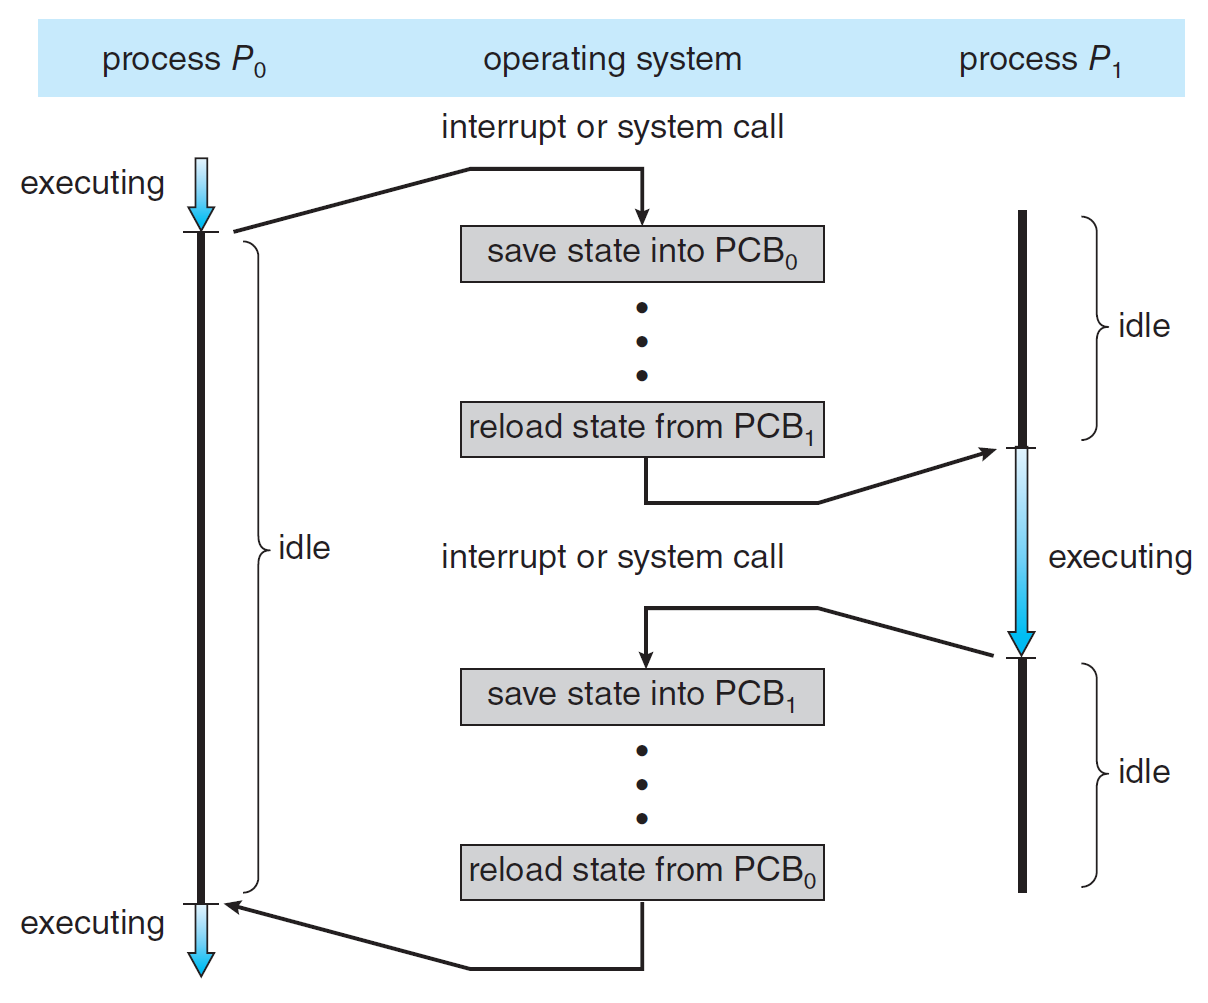 process P0
operating system
process P1
interrupt or system call
executing
save state into PCB0
idle
reload state from PCB1
idle
interrupt or system call
executing
save state into PCB1
idle
reload state from PCB0
executing